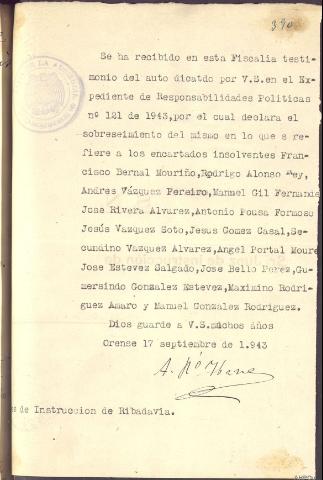 390
Se ha recibido en esta Fiscalia testi-
monio del auto dicatdo por V.S.en el Ex-
pediente de Responsabilidades Politicas
nº 121 de 1943,por el cual declara el
sobreseimiento del mismo en lo que s re-
fiere a los encartados insolventes Fran-
cisco Bernal Mouriño,Rodrigo Alonso Rey,
Andres Vázquez Pereiro,Manuel Gil Fernande
Jose Rivera Alvarez,Antonio Pousa Formoso
Jesús Vazquez Soto,Jesus Gomez Casal,Se-
cundino Vazquez Alvarez,Angel Portal Moure
Jose Estevez Salgado,Jose Bello Perez,Gu-
mersindo Gonzalez Estevez,Maximino Rodri-
guez Amaro y Manuel Gonzalez Rodriguez.
Dios guarde a V.S.muchos años
Orense 17 septiembre de 1.943
de Instruccion de Ribadavia.